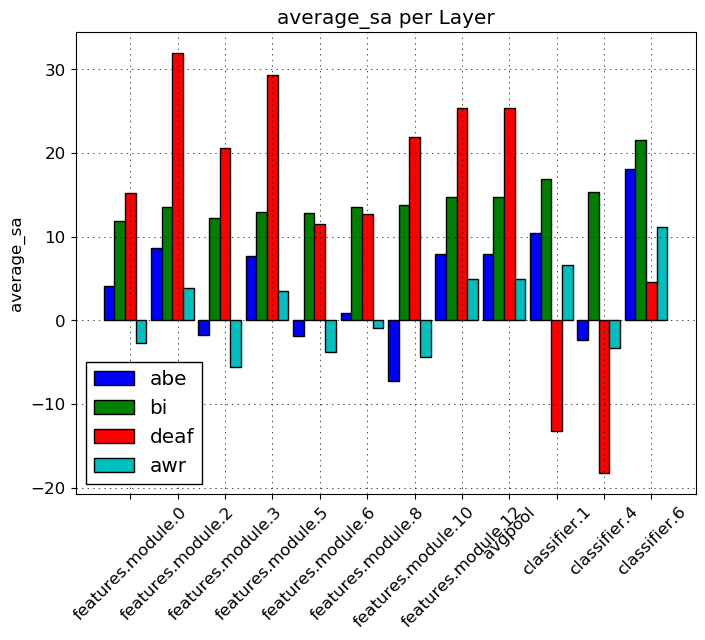 average_sa per Layer
average_sa
30
20
10
0
−10
−20
abe
bi
deaf
awr
features.module.0
features.module.2
features.module.3
features.module.5
features.module.6
features.module.8
features.module.10
features.module.12
avgpool
classifier.1
classifier.4
classifier.6